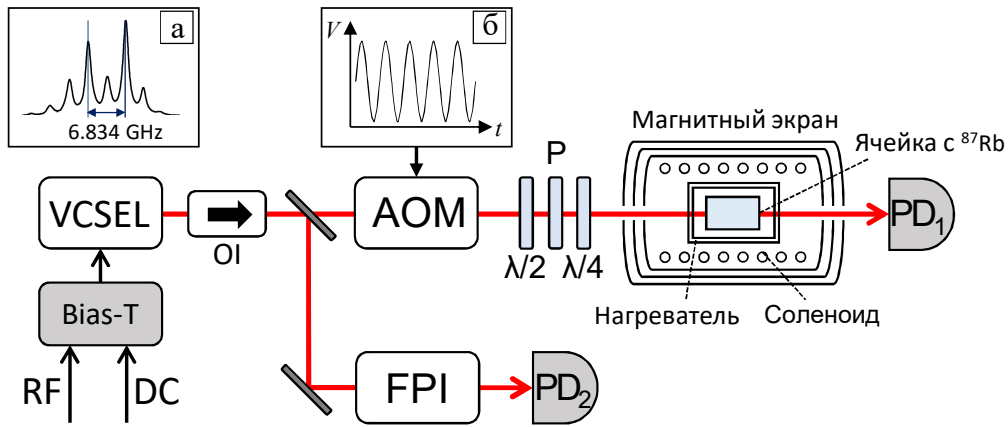 а
6.834 GHz
б
V
t
Магнитный экран
Ячейка с ⁸⁷Rb
P
VCSEL
OI
AOM
λ/2
λ/4
PD₁
Нагреватель
Соленоид
Bias-T
RF
DC
FPI
PD₂